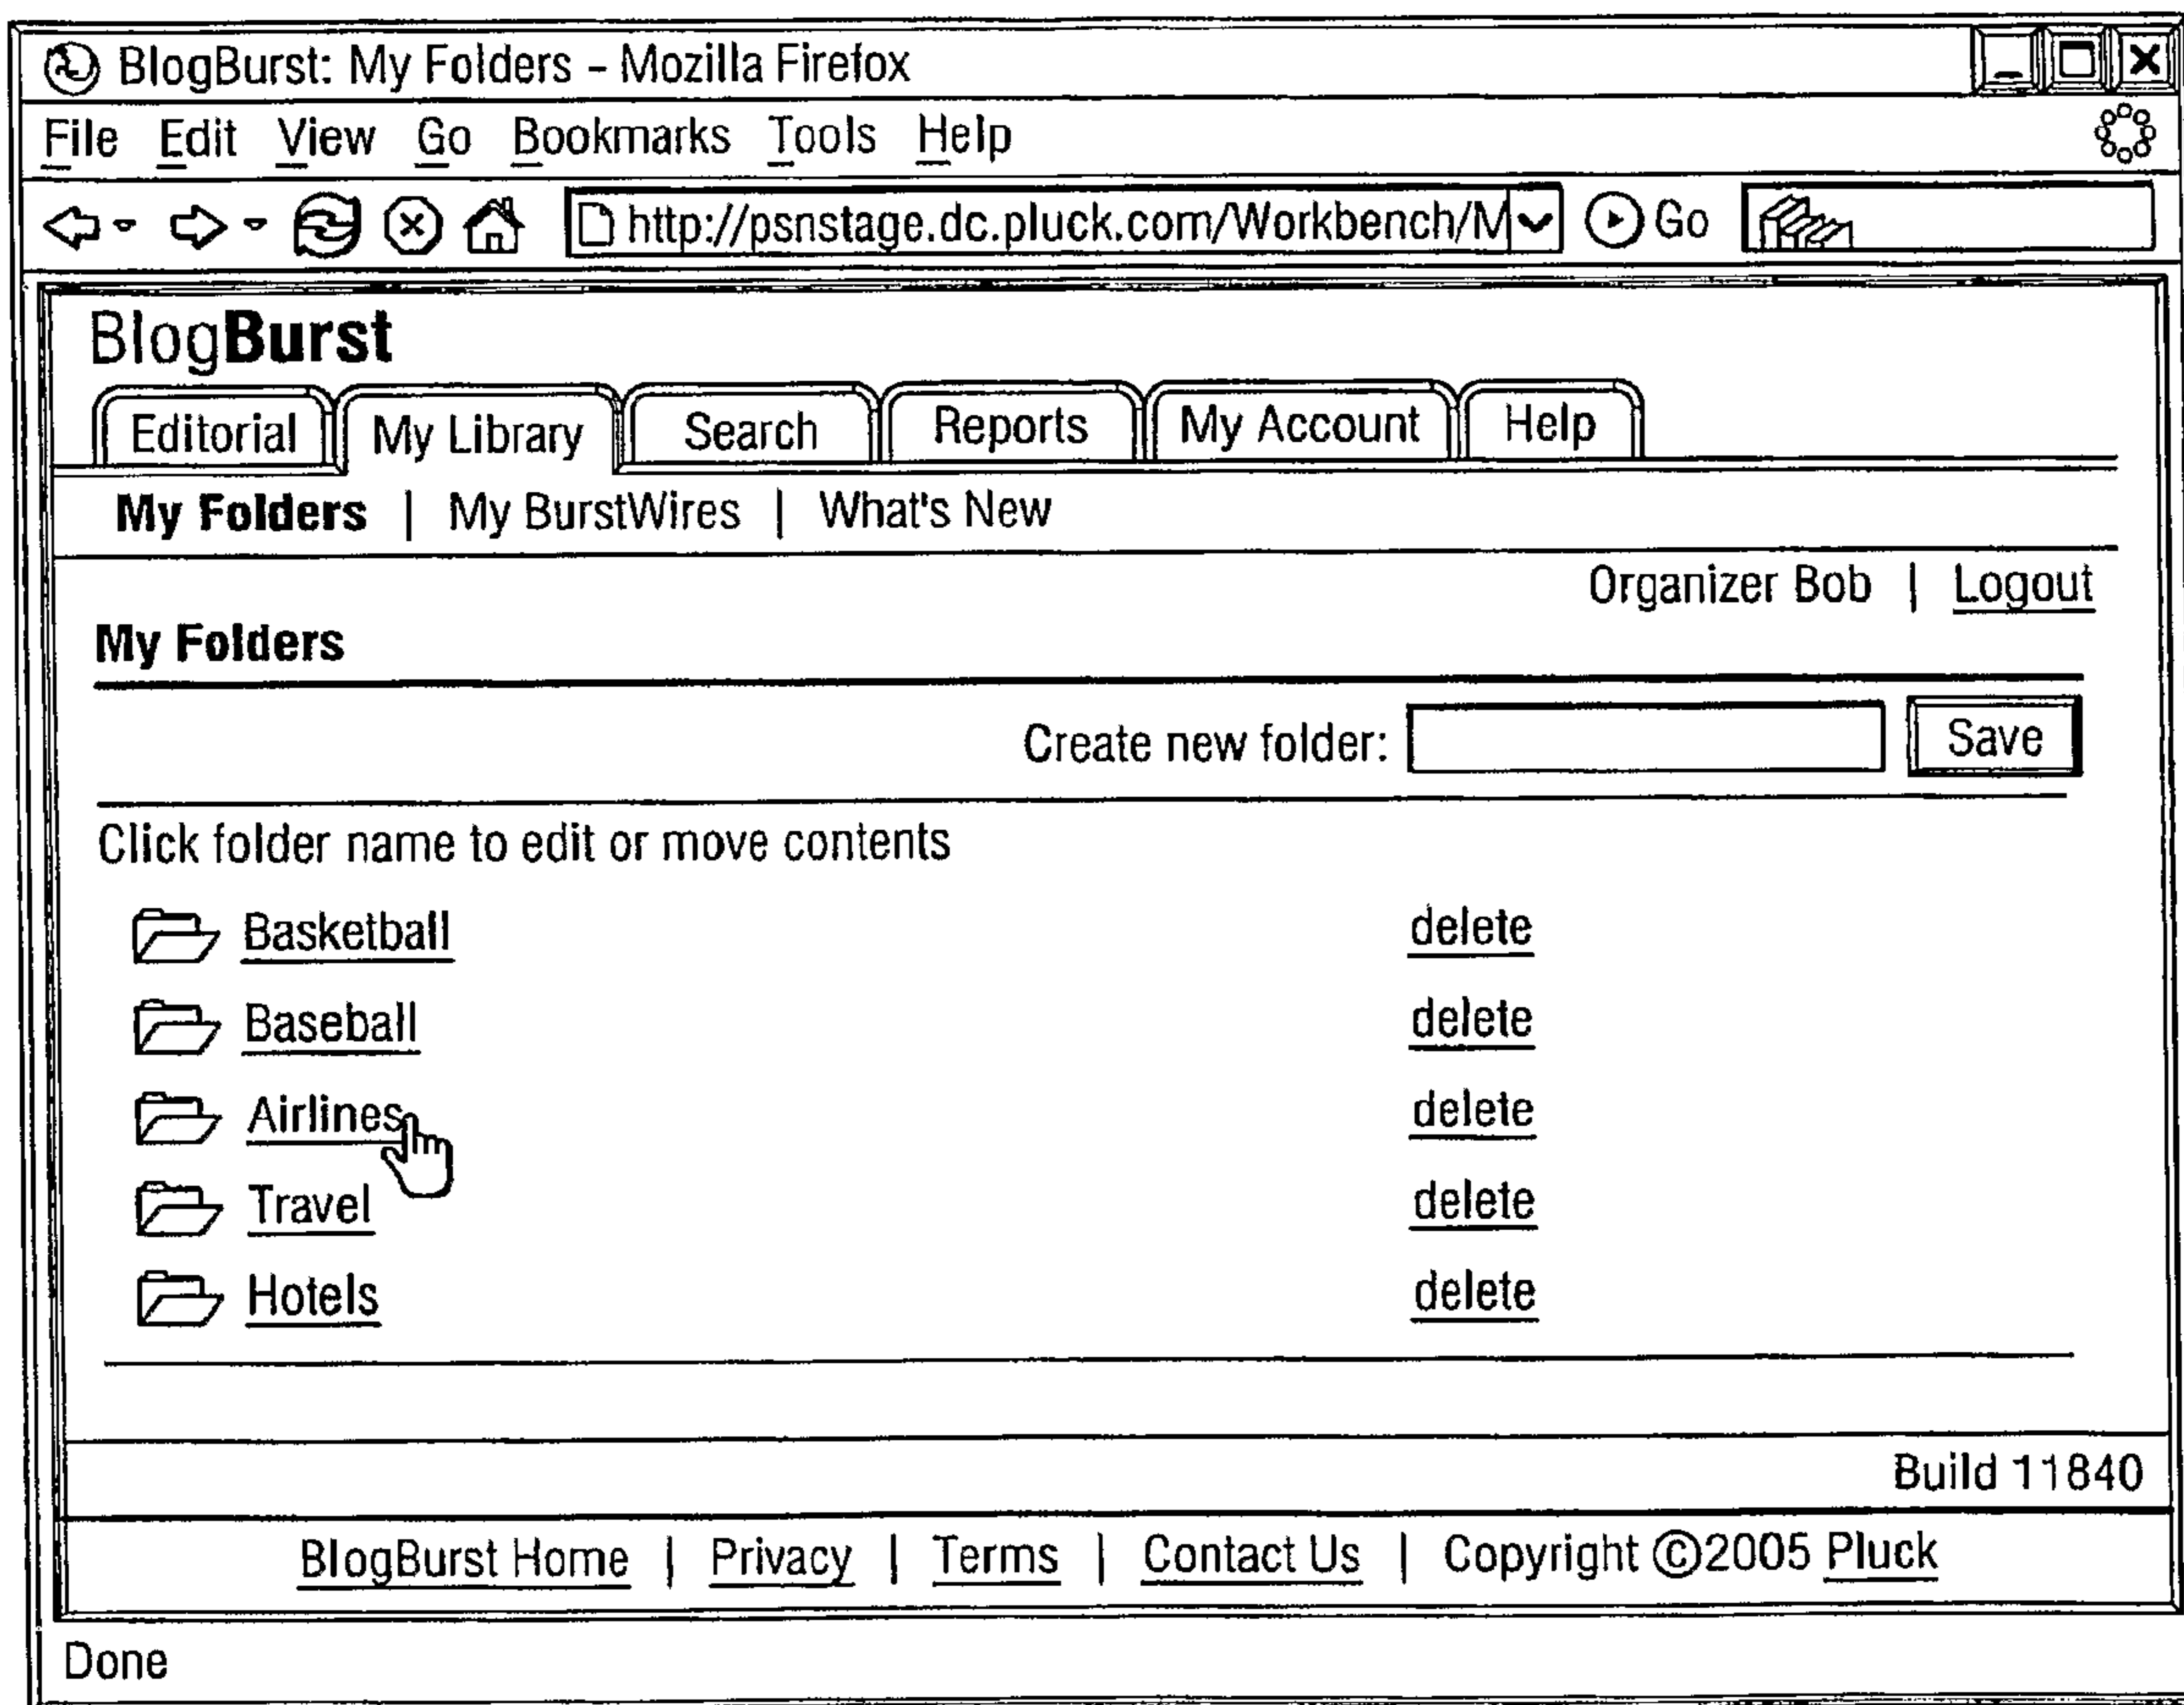 BlogBurst: My Folders - Mozilla Firefox
File Edit View Go Bookmarks Tools Help
http://psnstage.dc.pluck.com/Workbench/M Go
BlogBurst
Editorial My Library Search Reports My Account Help
My Folders | My BurstWires | What's New
Organizer Bob | Logout
My Folders
Create new folder: Save
Click folder name to edit or move contents
Basketball delete
Baseball delete
Airlines delete
Travel delete
Hotels delete
Build 11840
BlogBurst Home | Privacy | Terms | Contact Us | Copyright ©2005 Pluck
Done